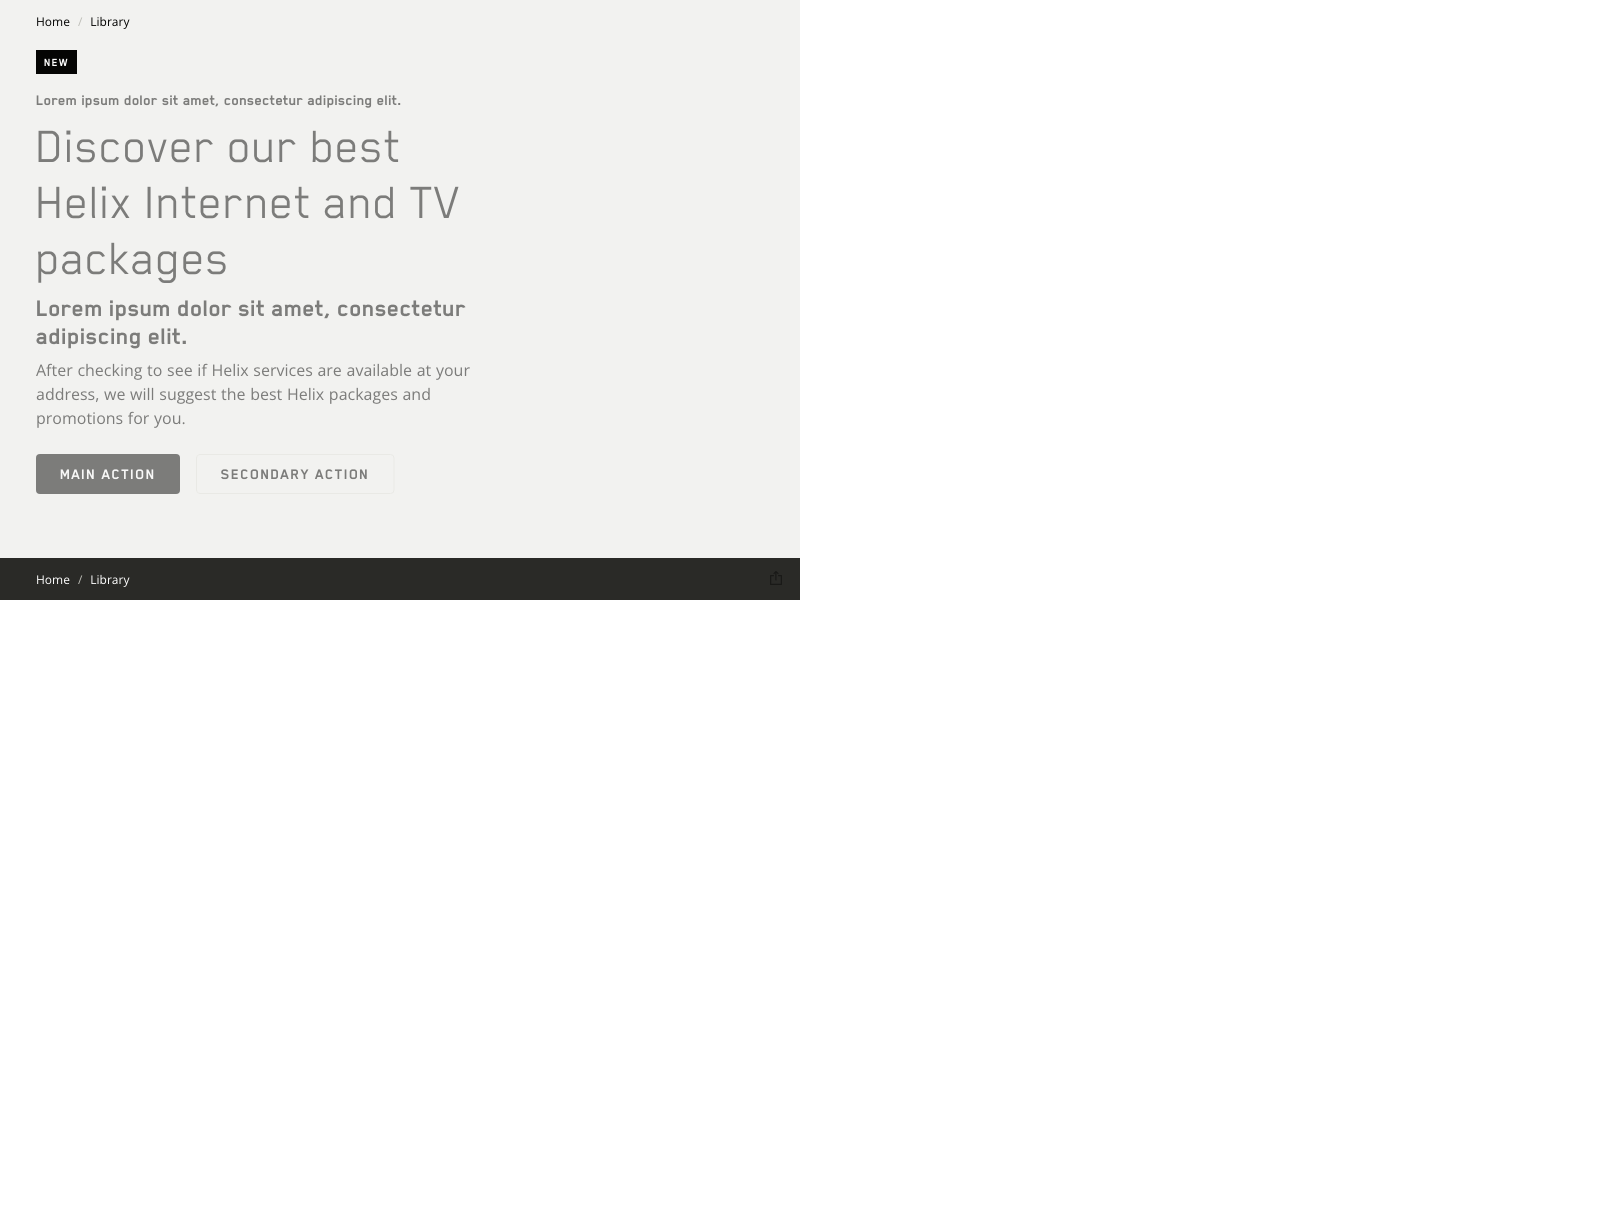 Home / Library
NEW
Lorem ipsum dolor sit amet, consectetur adipiscing elit.
Discover our best
Helix Internet and TV
packages
Lorem ipsum dolor sit amet, consectetur
adipiscing elit.
After checking to see if Helix services are available at your
address, we will suggest the best Helix packages and
promotions for you.
MAIN ACTION SECONDARY ACTION
Home / Library